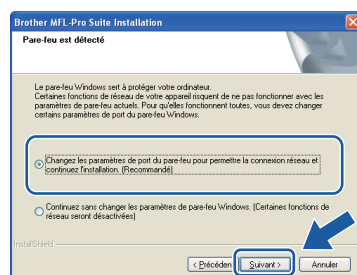 Brother MFL-Pro Suite Installation
Pare-feu est détecté
Le pare-feu Windows sert à protéger votre ordinateur.
Certaines fonctions de réseau de votre appareil risquent de ne pas fonctionner avec les
paramètres de pare-feu actuels. Pour qu'elles fonctionnent toutes, vous devez changer
certains paramètres de port du pare-feu Windows.
Changez les paramètres de port du pare-feu pour permettre la connexion réseau et
continuez l'installation. (Recommandé)
Continuez sans changer les paramètres de pare-feu Windows. (Certaines fonctions de
réseau seront désactivées)
InstallShield
< Précéden
Suivant >
Annuler